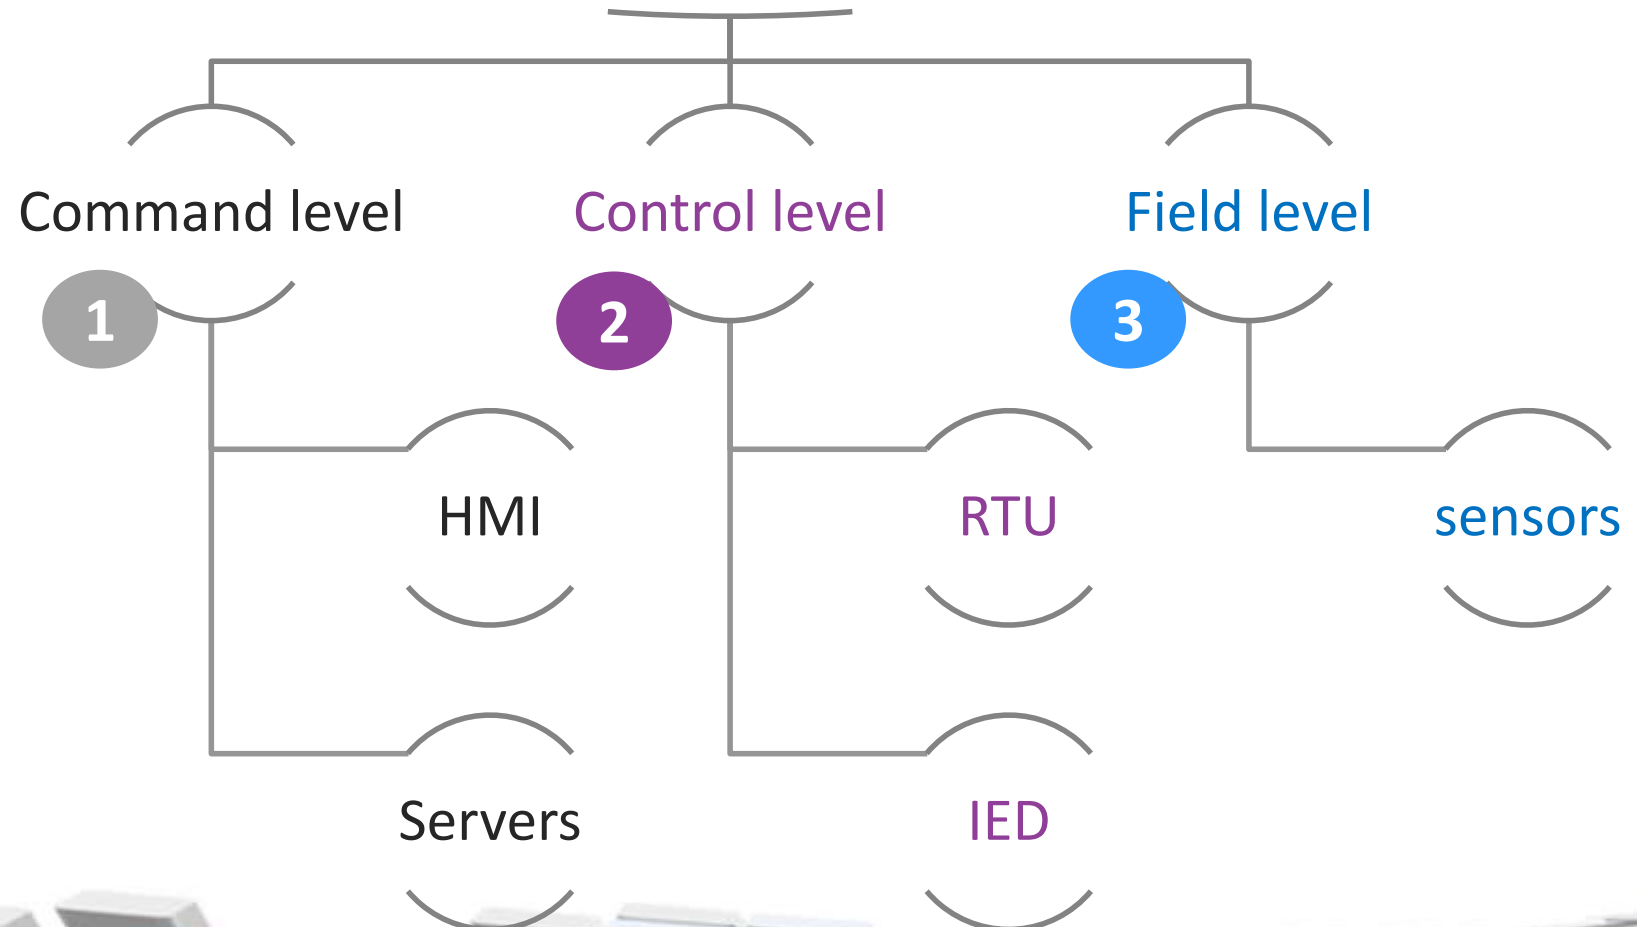 Command level
Control level
Field level
1
2
3
HMI
RTU
sensors
Servers
IED